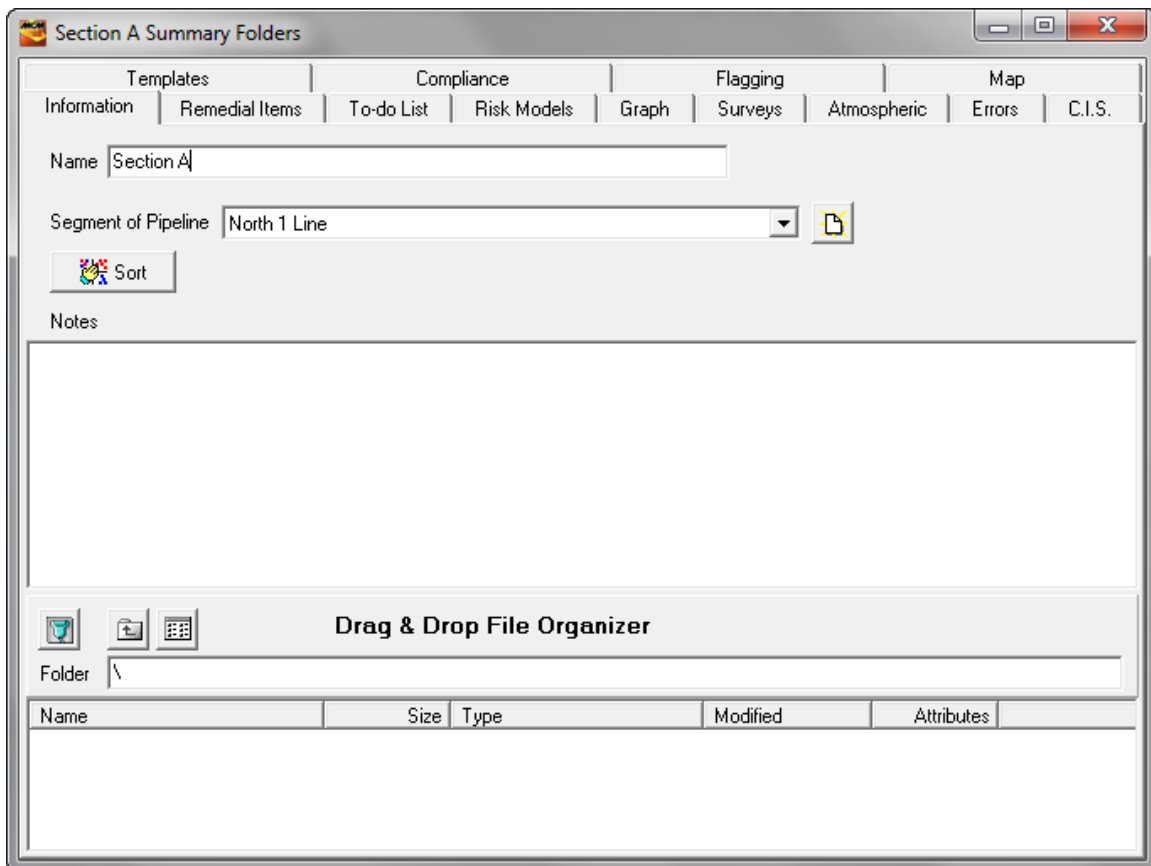 Section A Summary Folders
Templates Compliance Flagging Map
Information Remedial Items To-do List Risk Models Graph Surveys Atmospheric Errors C.I.S.
Name Section A
Segment of Pipeline North 1 Line
Sort
Notes
Drag & Drop File Organizer
Folder \
Name Size Type Modified Attributes